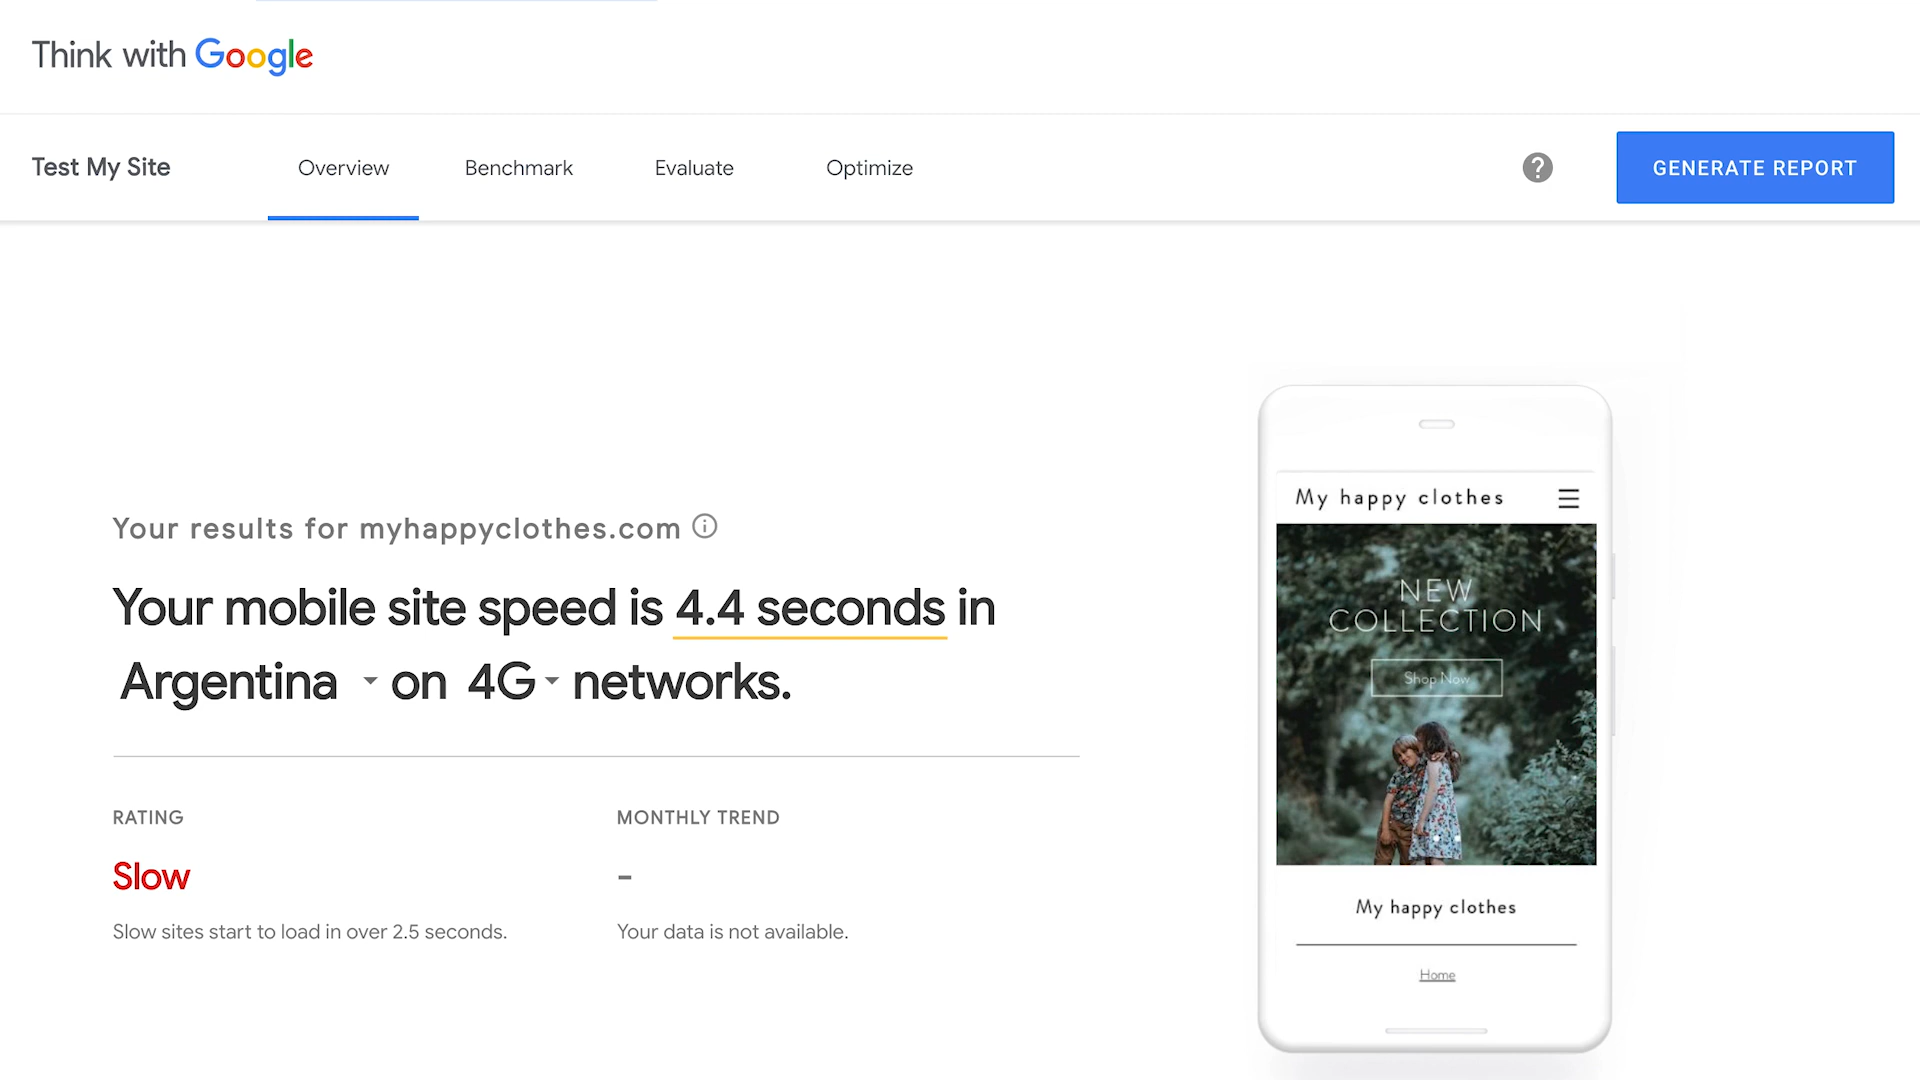 Think with Google
Test My Site
Overview
Benchmark
Evaluate
Optimize
?
GENERATE REPORT
Your results for myhappyclothes.com
Your mobile site speed is 4.4 seconds in
Argentina on 4G networks.
RATING
MONTHLY TREND
Slow
-
Slow sites start to load in over 2.5 seconds.
Your data is not available.
My happy clothes
NEW
COLLECTION
Shop Now
My happy clothes
Home